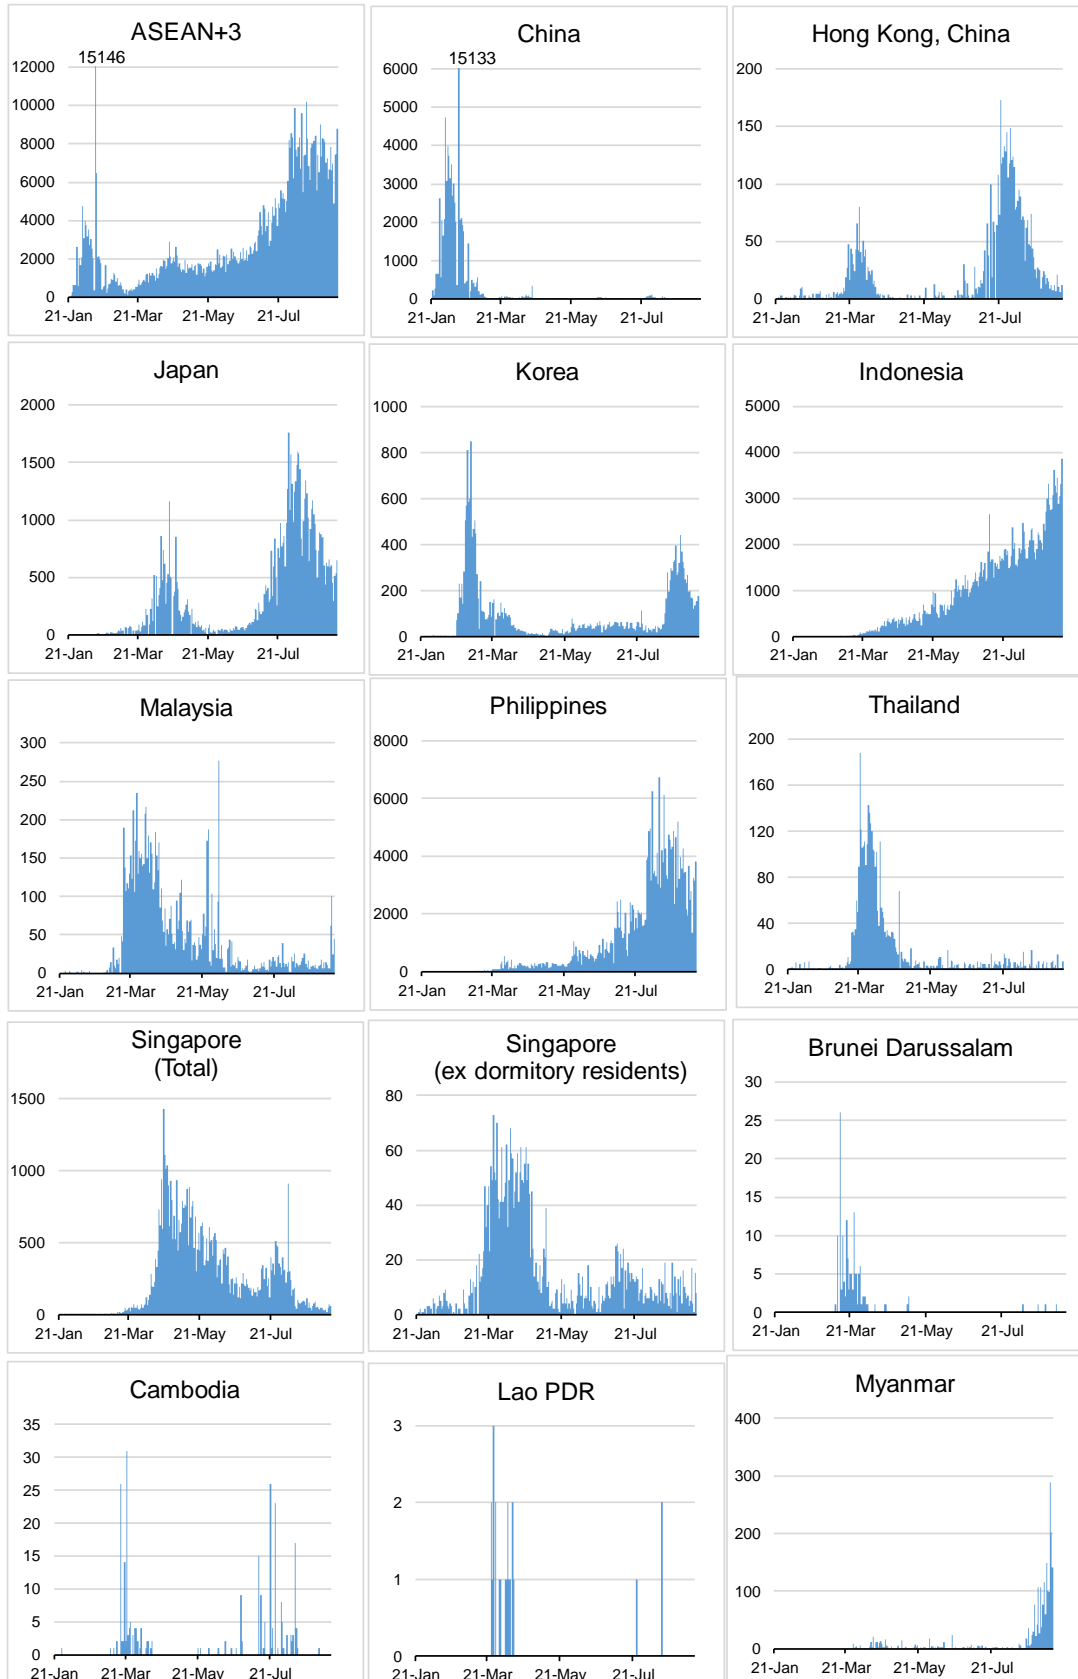 ASEAN+3
15146
12000
10000
8000
6000
4000
2000
0
21-Jan 21-Mar 21-May 21-Jul
China
15133
6000
5000
4000
3000
2000
1000
0
21-Jan 21-Mar 21-May 21-Jul
Hong Kong, China
200
150
100
50
0
21-Jan 21-Mar 21-May 21-Jul
Japan
2000
1500
1000
500
0
21-Jan 21-Mar 21-May 21-Jul
Korea
1000
800
600
400
200
0
21-Jan 21-Mar 21-May 21-Jul
Indonesia
5000
4000
3000
2000
1000
0
21-Jan 21-Mar 21-May 21-Jul
Malaysia
300
250
200
150
100
50
0
21-Jan 21-Mar 21-May 21-Jul
Philippines
8000
6000
4000
2000
0
21-Jan 21-Mar 21-May 21-Jul
Thailand
200
160
120
80
40
0
21-Jan 21-Mar 21-May 21-Jul
Singapore
(Total)
1500
1000
500
0
21-Jan 21-Mar 21-May 21-Jul
Singapore
(ex dormitory residents)
80
60
40
20
0
21-Jan 21-Mar 21-May 21-Jul
Brunei Darussalam
30
25
20
15
10
5
0
21-Jan 21-Mar 21-May 21-Jul
Cambodia
35
30
25
20
15
10
5
0
21-Jan 21-Mar 21-May 21-Jul
Lao PDR
3
2
1
0
21-Jan 21-Mar 21-May 21-Jul
Myanmar
400
300
200
100
0
21-Jan 21-Mar 21-May 21-Jul